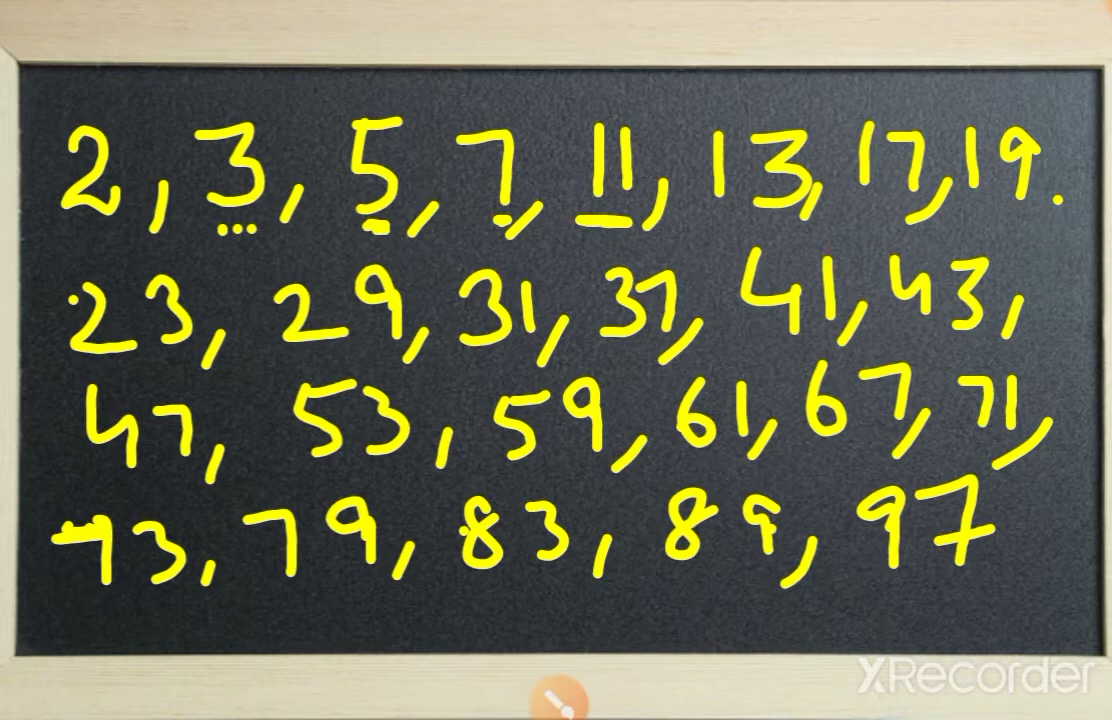 2, 3, 5, 7, 11, 13, 17, 19.
23, 29, 31, 37, 41, 43,
47, 53, 59, 61, 67, 71,
73, 79, 83, 89, 97
XRecorder